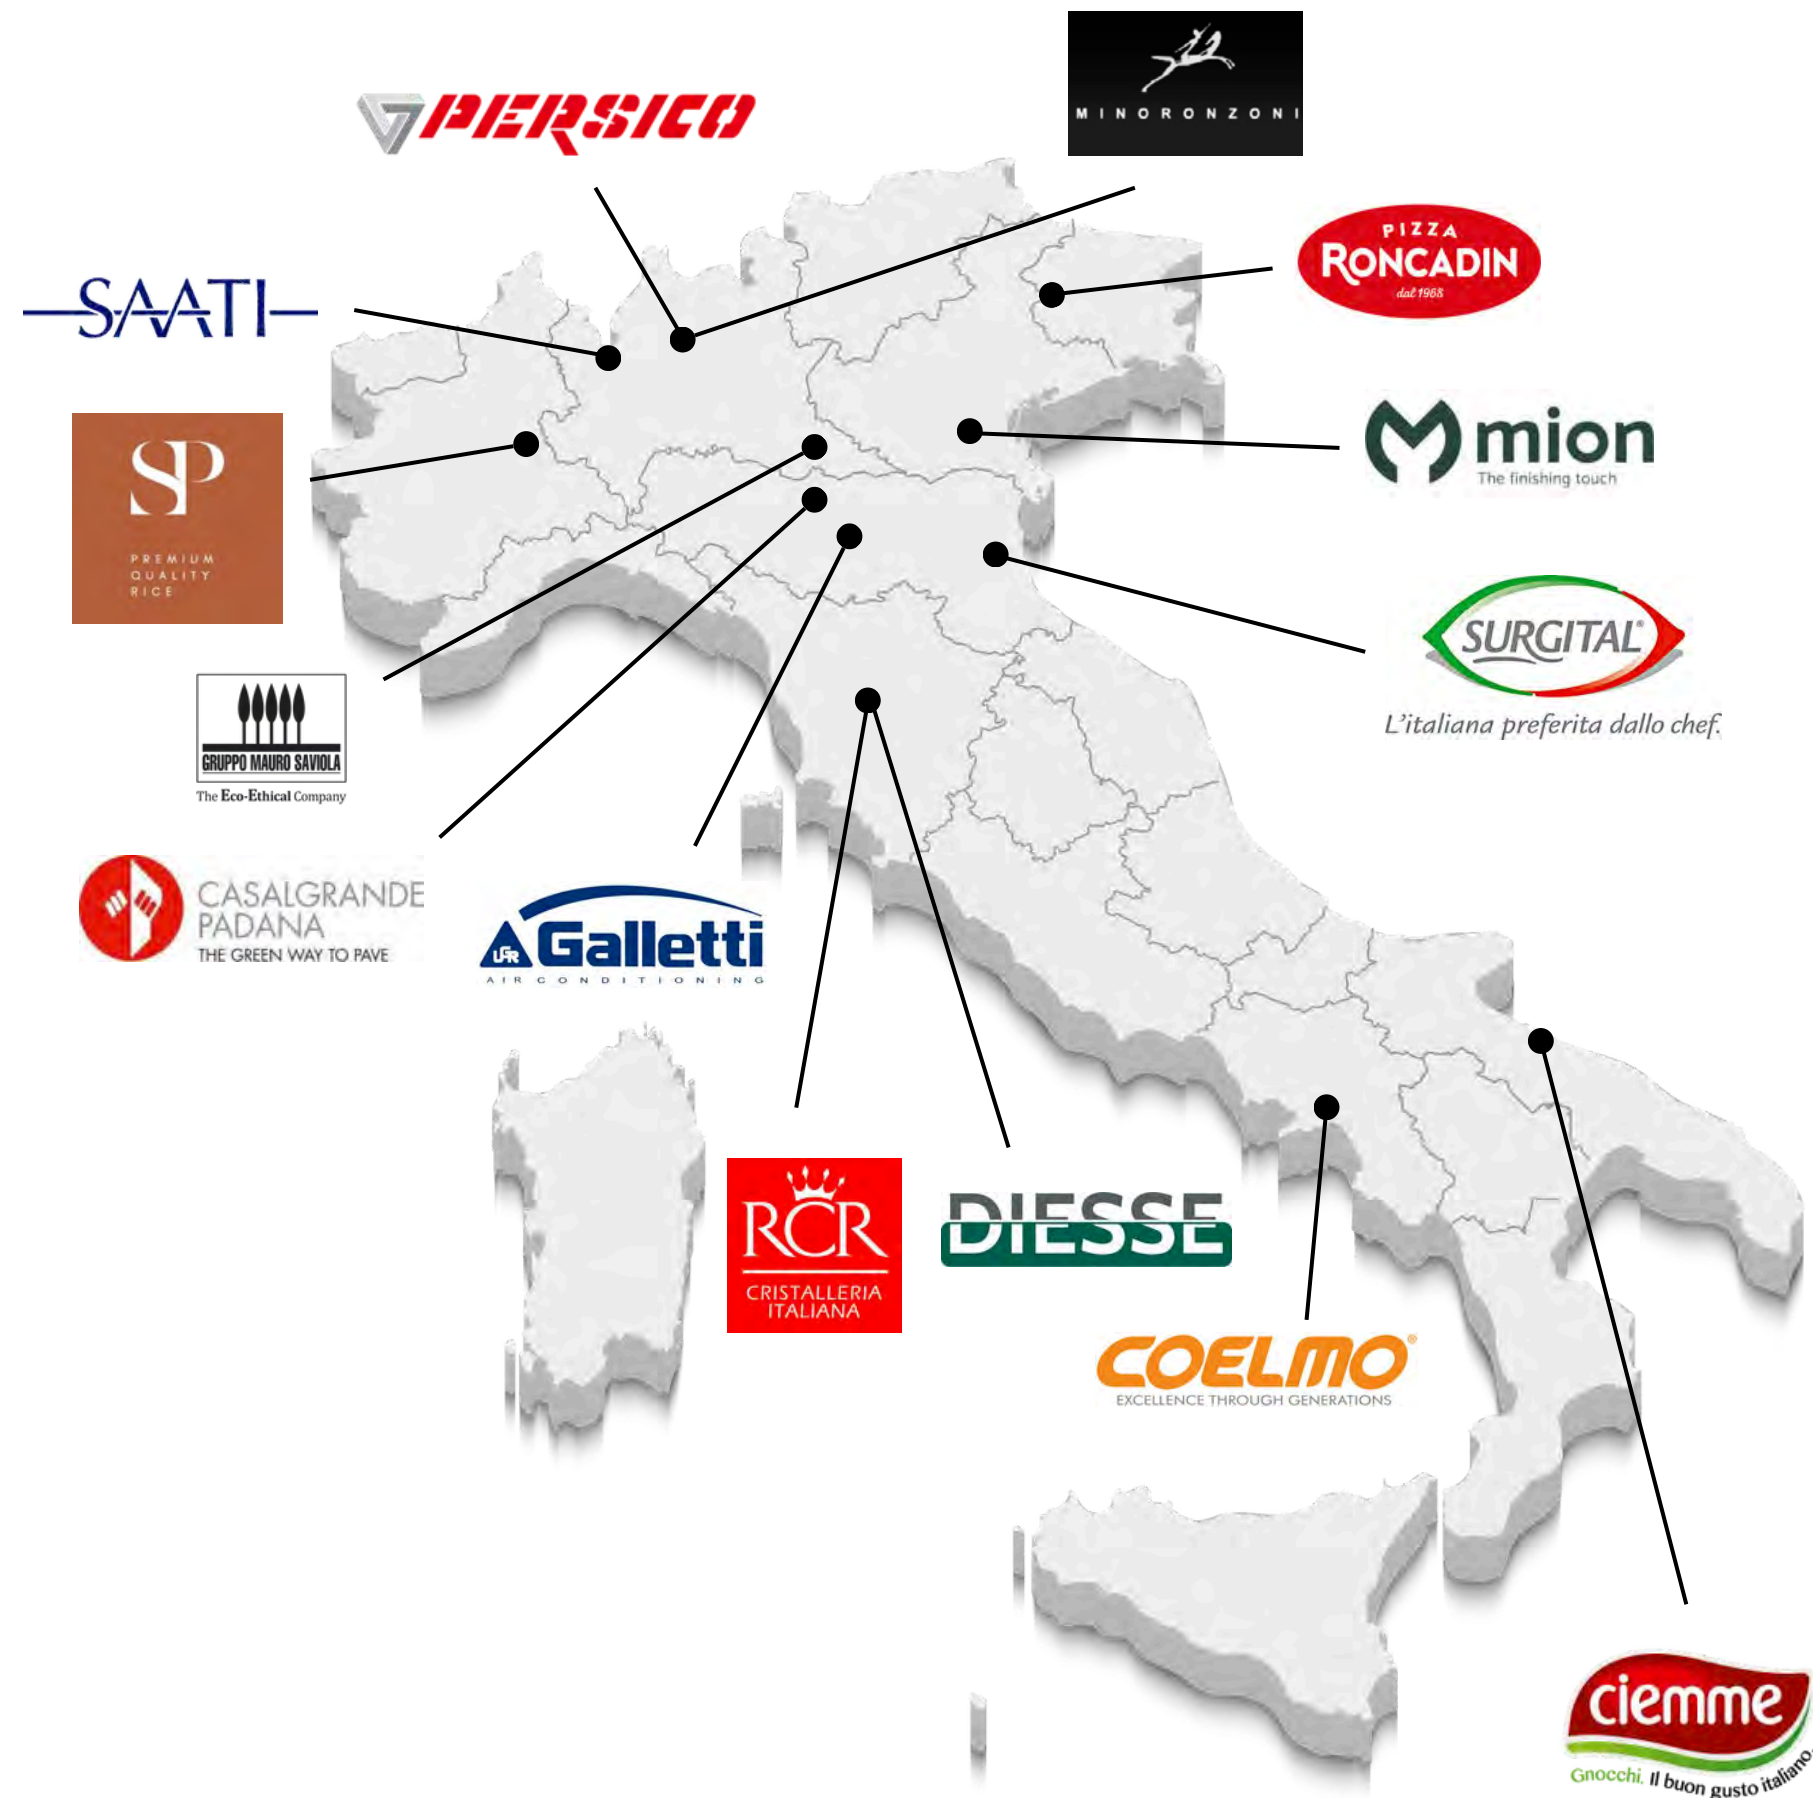 PERSICO
MINORONZONI
PIZZA
RONCADIN
dal 1968
SAATI
SP
PREMIUM
QUALITY
RICE
mion
The finishing touch
SURGITAL®
L'italiana preferita dallo chef.
GRUPPO MAURO SAVIOLA
The Eco-Ethical Company
CASALGRANDE
PADANA
THE GREEN WAY TO PAVE
Galletti
AIR CONDITIONING
RCR
CRISTALLERIA
ITALIANA
DIESSE
COELMO®
EXCELLENCE THROUGH GENERATIONS
ciemme
Gnocchi. Il buon gusto italiano.